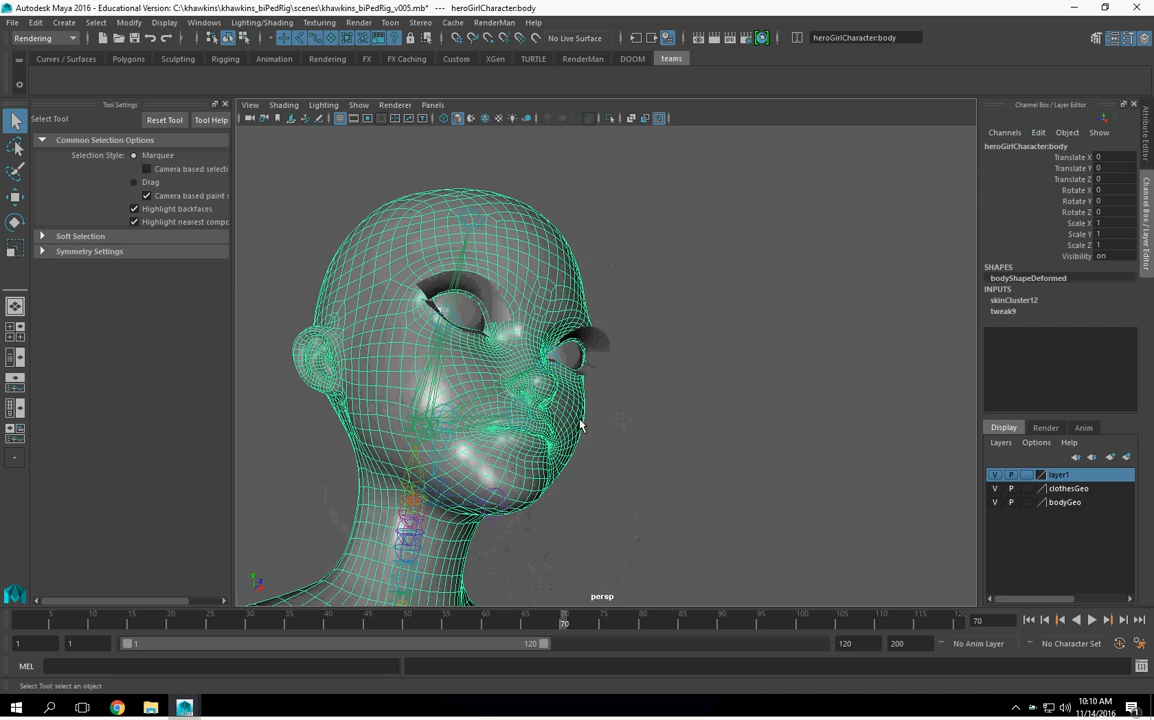 Autodesk Maya 2016 - Educational Version: C:\khawkins\khawkins_biPedRig\scenes\khawkins_biPedRig_v005.mb* --- heroGirlCharacter:body
File Edit Create Select Modify Display Windows Lighting/Shading Texturing Render Toon Stereo Cache RenderMan Help
Rendering No Live Surface heroGirlCharacter:body
Curves / Surfaces Polygons Sculpting Rigging Animation Rendering FX FX Caching Custom XGen TURTLE RenderMan DOOM teams
Tool Settings
Select Tool Reset Tool Tool Help
Common Selection Options
Selection Style: Marquee
Camera based selecti
Drag
Camera based paint s
Highlight backfaces
Highlight nearest compo
Soft Selection
Symmetry Settings
View Shading Lighting Show Renderer Panels
persp
Channel Box / Layer Editor
Channels Edit Object Show
heroGirlCharacter:body
Translate X 0
Translate Y 0
Translate Z 0
Rotate X 0
Rotate Y 0
Rotate Z 0
Scale X 1
Scale Y 1
Scale Z 1
Visibility on
SHAPES
bodyShapeDeformed
INPUTS
skinCluster12
tweak9
Display Render Anim
Layers Options Help
V P layer1
V P clothesGeo
V P bodyGeo
Attribute Editor
Channel Box / Layer Editor
5 10 15 20 25 30 35 40 45 50 55 60 65 70 75 80 85 90 95 100 105 110 115 120
70 70
1 1 1 120 120 200 No Anim Layer No Character Set
MEL
Select Tool: select an object
10:10 AM
11/14/2016